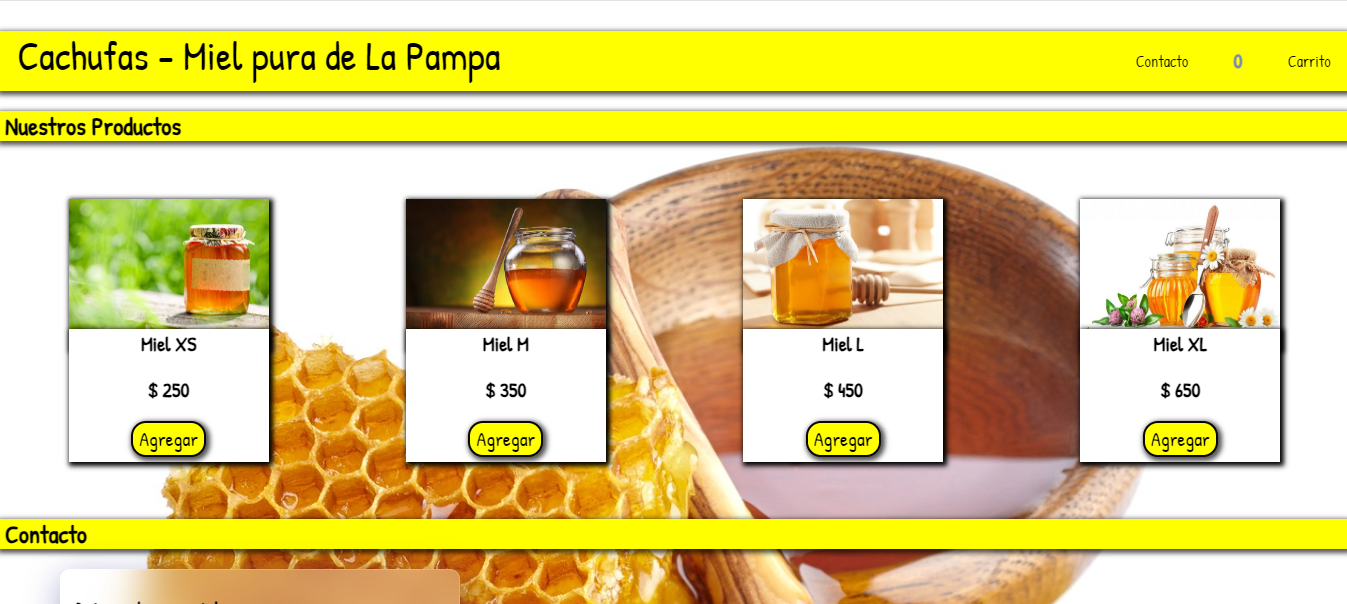 Cachufas - Miel pura de La Pampa
Contacto 0 Carrito
Nuestros Productos
Miel XS
$ 250
Agregar
Miel M
$ 350
Agregar
Miel L
$ 450
Agregar
Miel XL
$ 650
Agregar
Contacto